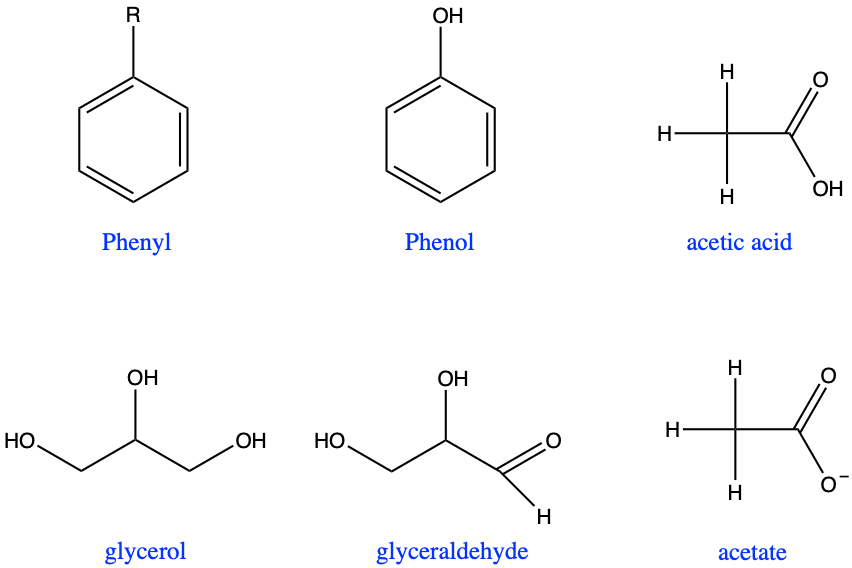 R
OH
H
O
H
H
OH
Phenyl
Phenol
acetic acid
OH
HO
OH
OH
HO
O
H
H
O
H
H
O⁻
glycerol
glyceraldehyde
acetate